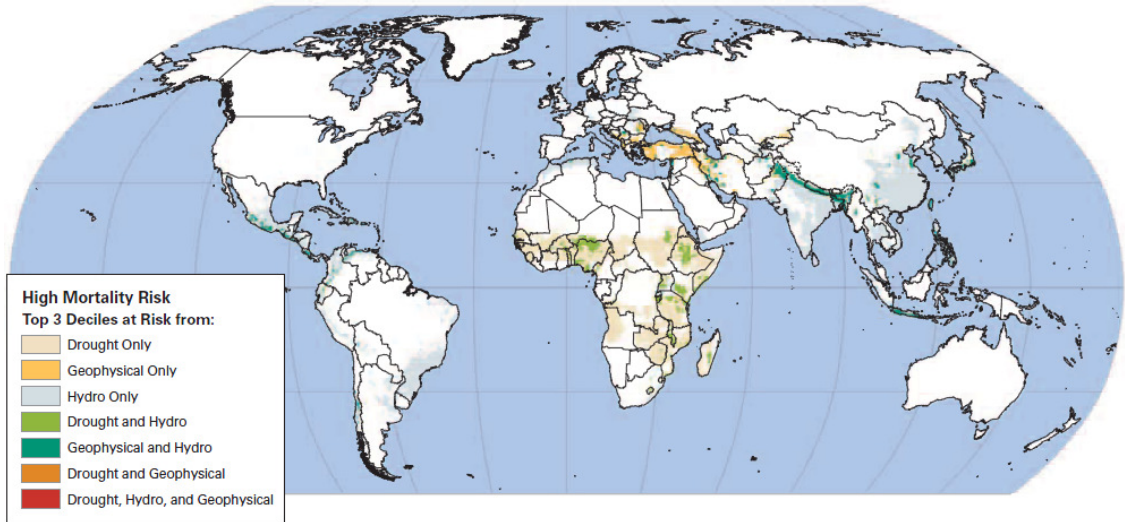 High Mortality Risk
Top 3 Deciles at Risk from:
Drought Only
Geophysical Only
Hydro Only
Drought and Hydro
Geophysical and Hydro
Drought and Geophysical
Drought, Hydro, and Geophysical